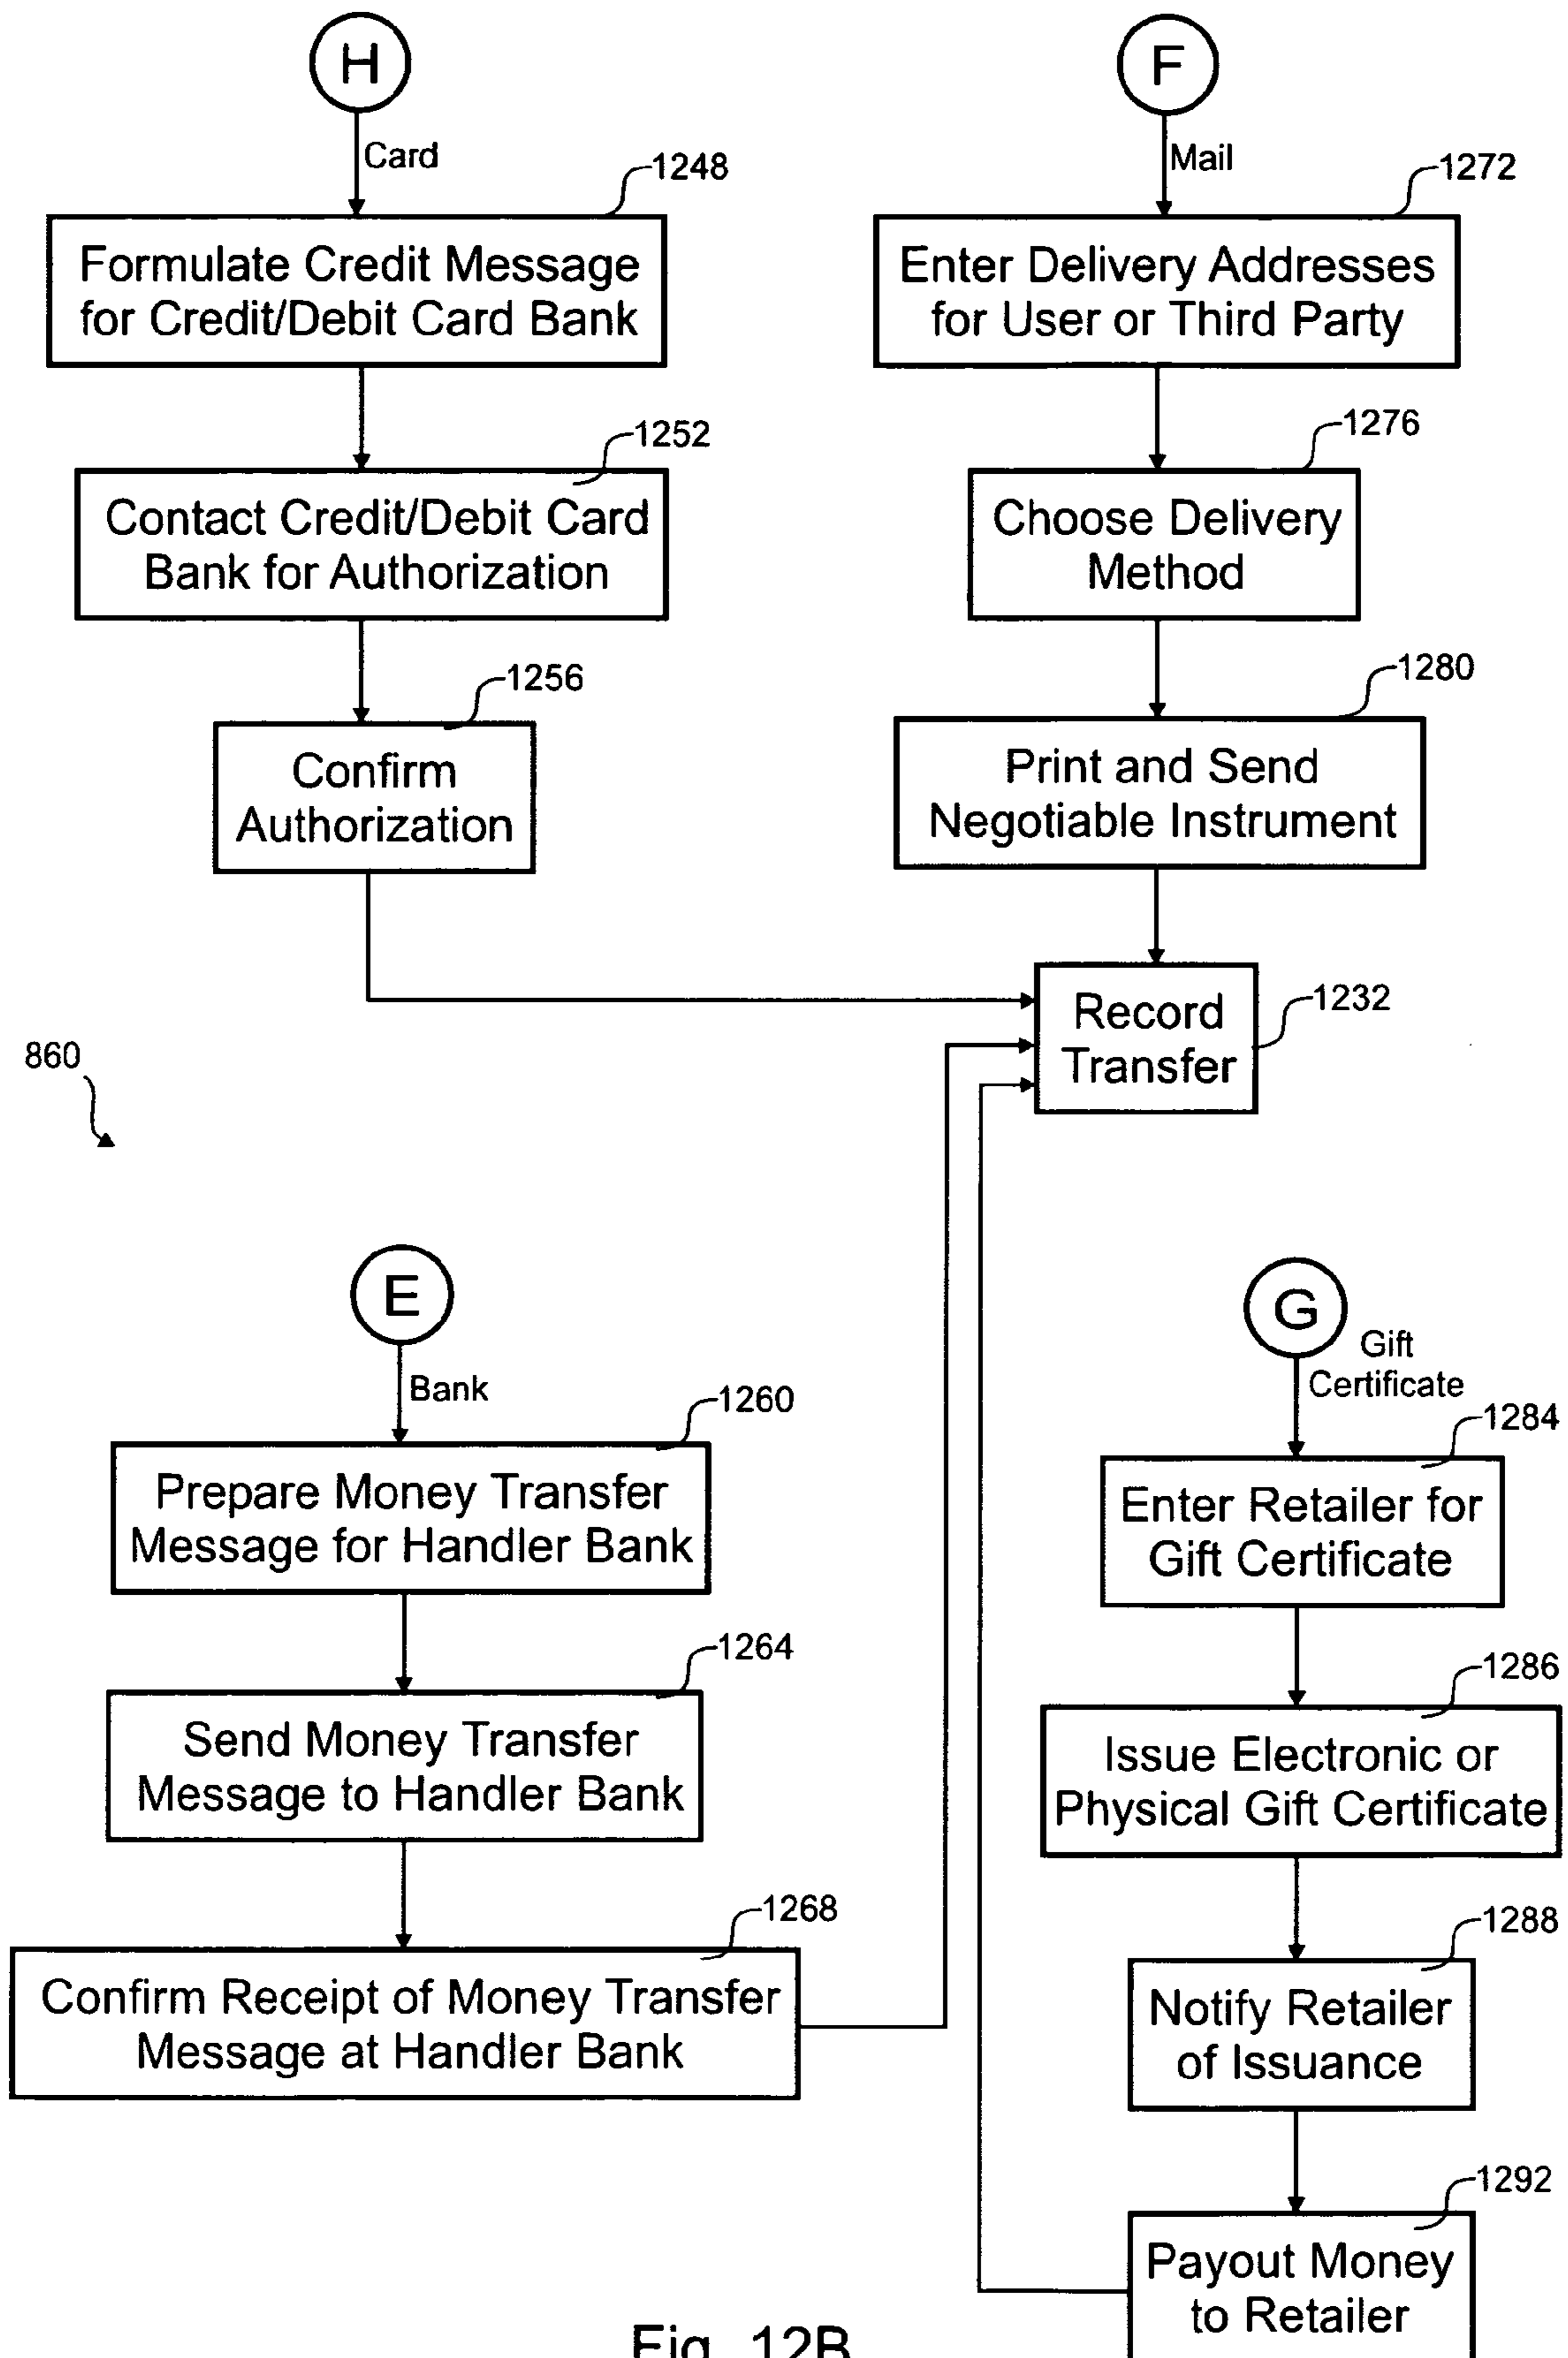 H
Card
1248
Formulate Credit Message
for Credit/Debit Card Bank
1252
Contact Credit/Debit Card
Bank for Authorization
1256
Confirm
Authorization
F
Mail
1272
Enter Delivery Addresses
for User or Third Party
1276
Choose Delivery
Method
1280
Print and Send
Negotiable Instrument
Record
Transfer
1232
860
E
Bank
1260
Prepare Money Transfer
Message for Handler Bank
1264
Send Money Transfer
Message to Handler Bank
1268
Confirm Receipt of Money Transfer
Message at Handler Bank
G
Gift
Certificate
1284
Enter Retailer for
Gift Certificate
1286
Issue Electronic or
Physical Gift Certificate
1288
Notify Retailer
of Issuance
1292
Payout Money
to Retailer
Fig. 12B